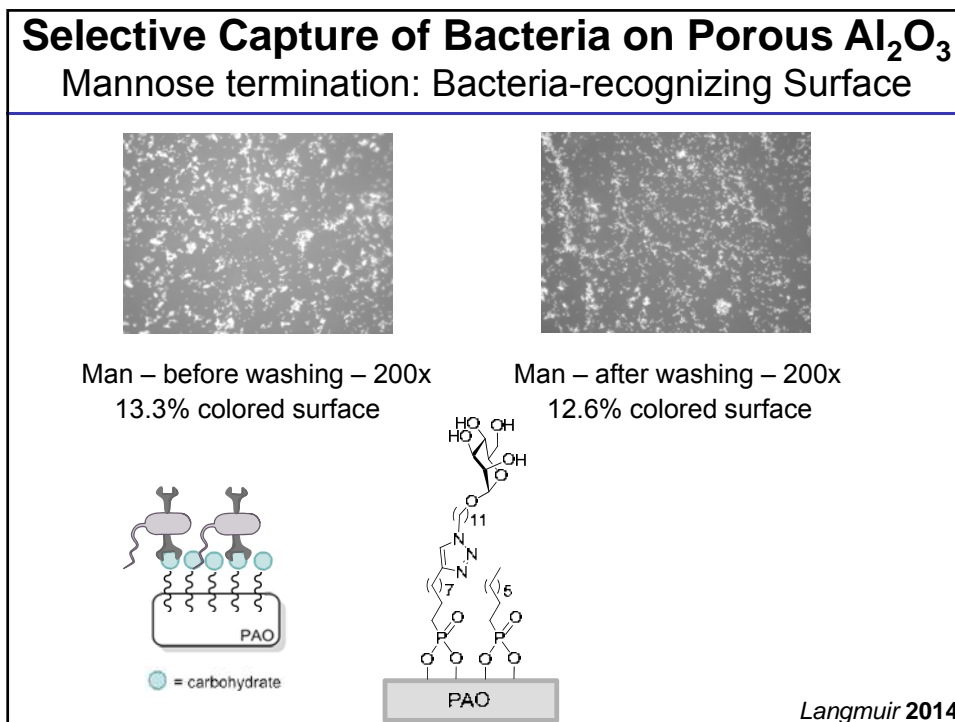 Selective Capture of Bacteria on Porous Al₂O₃
Mannose termination: Bacteria-recognizing Surface
Man – before washing – 200x
13.3% colored surface
Man – after washing – 200x
12.6% colored surface
HO OH
HO
HO
OH
O
O
11
N
N
N
7
5
O
P
O O
O
P
O O
PAO
PAO
= carbohydrate
Langmuir 2014